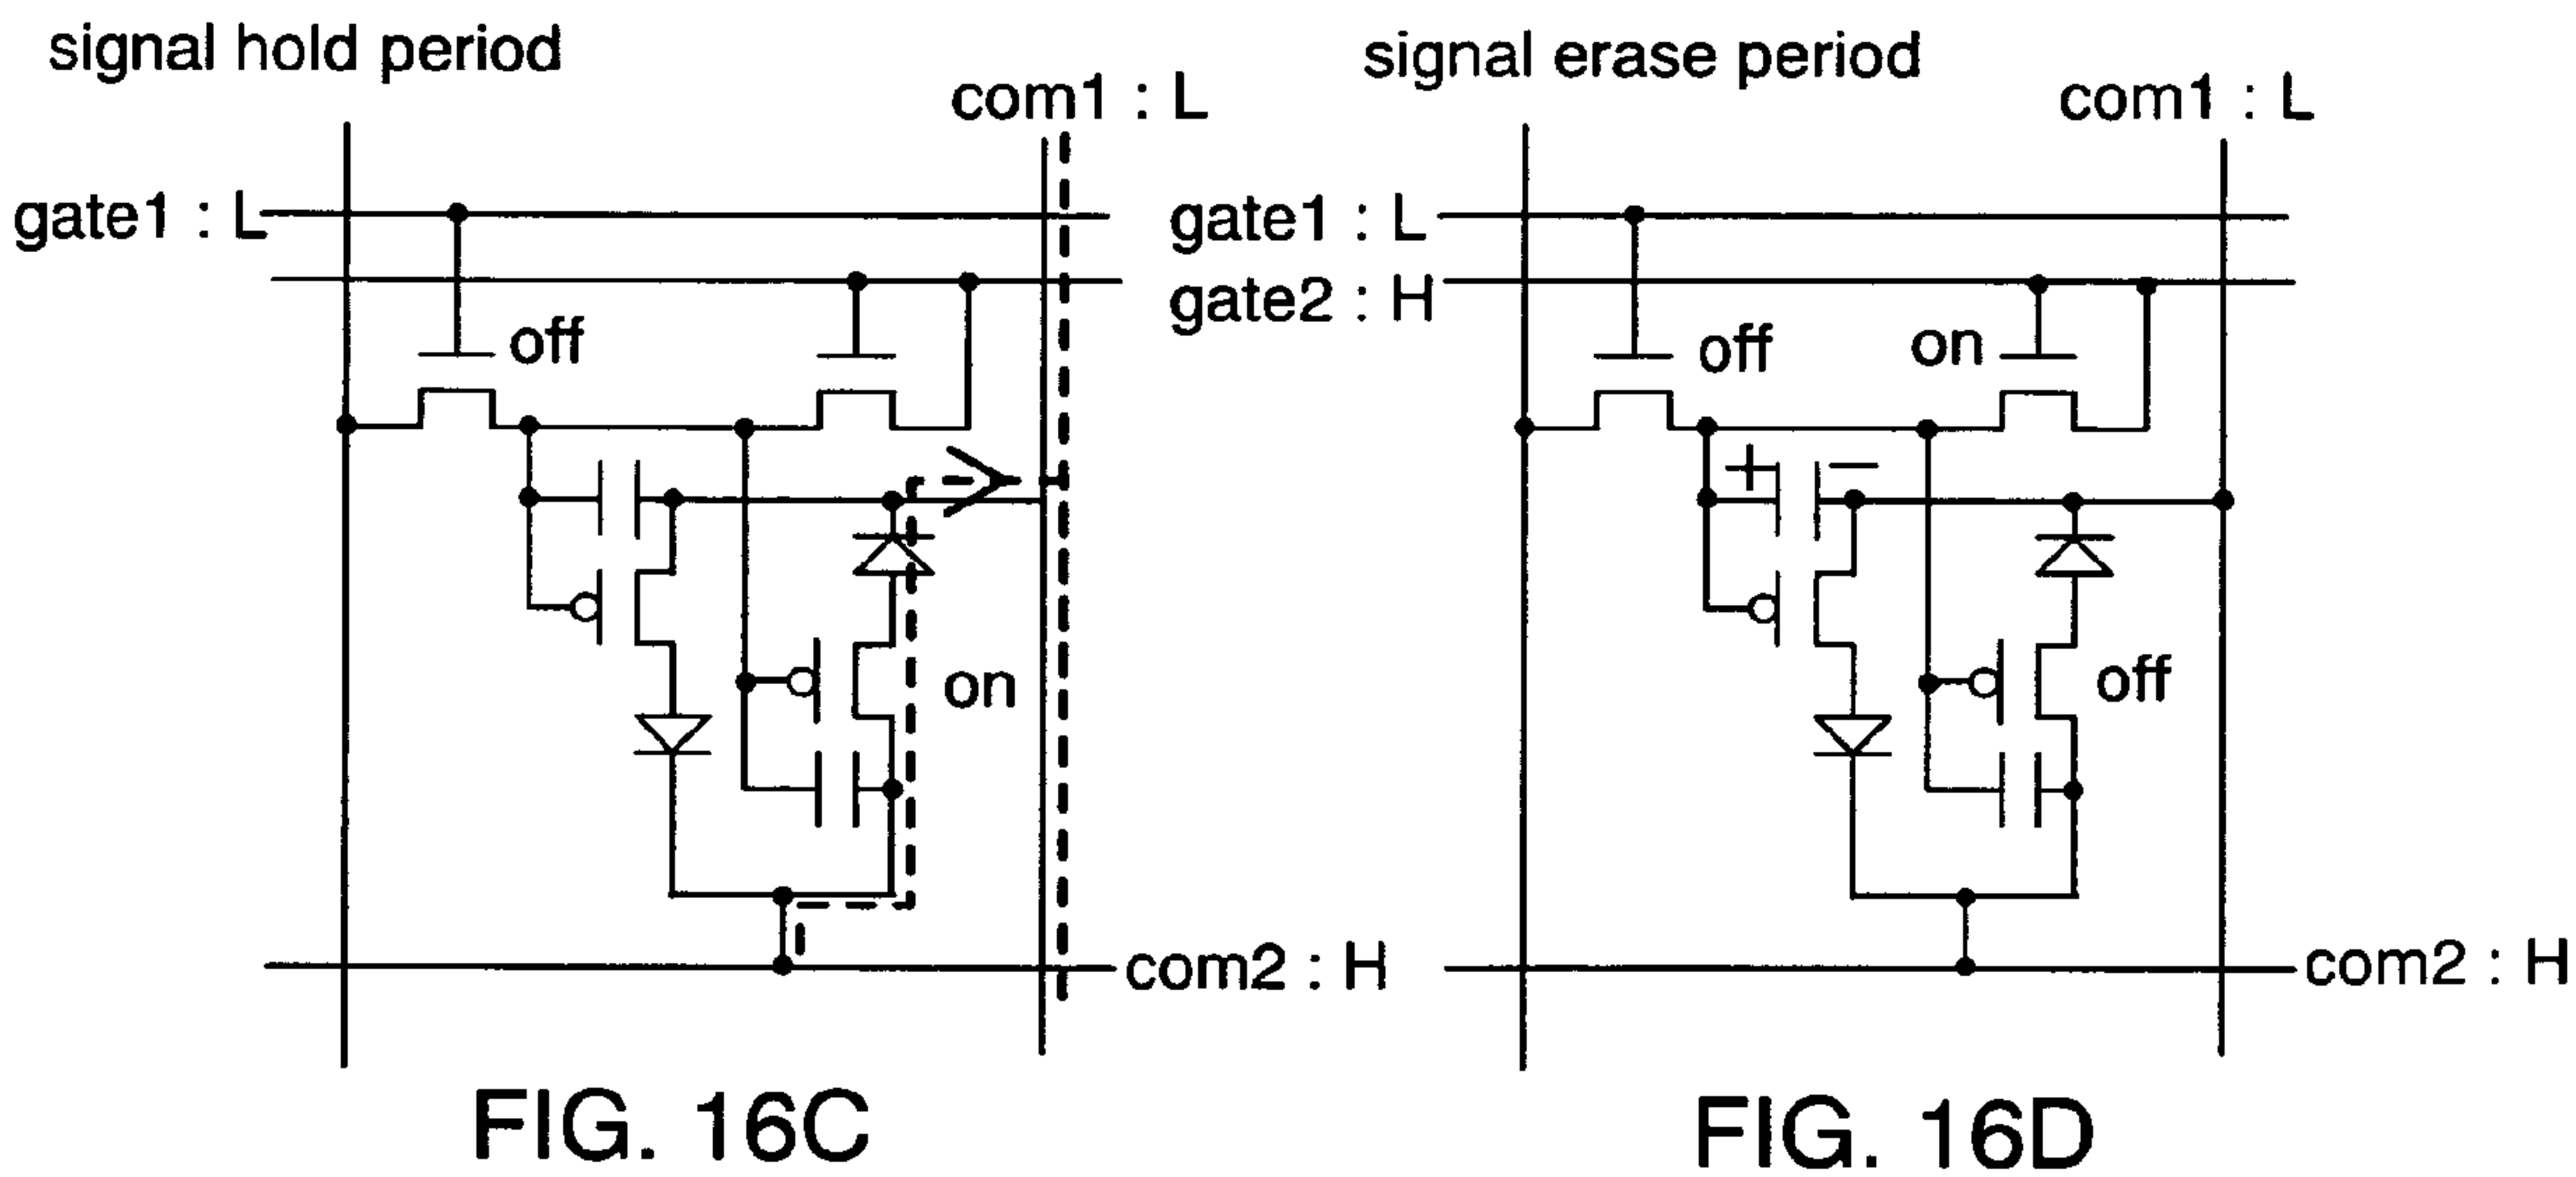 signal hold period
com1 : L
gate1 : L
off
on
com2 : H
FIG. 16C
signal erase period
com1 : L
gate1 : L
gate2 : H
off
on
+
−
off
com2 : H
FIG. 16D